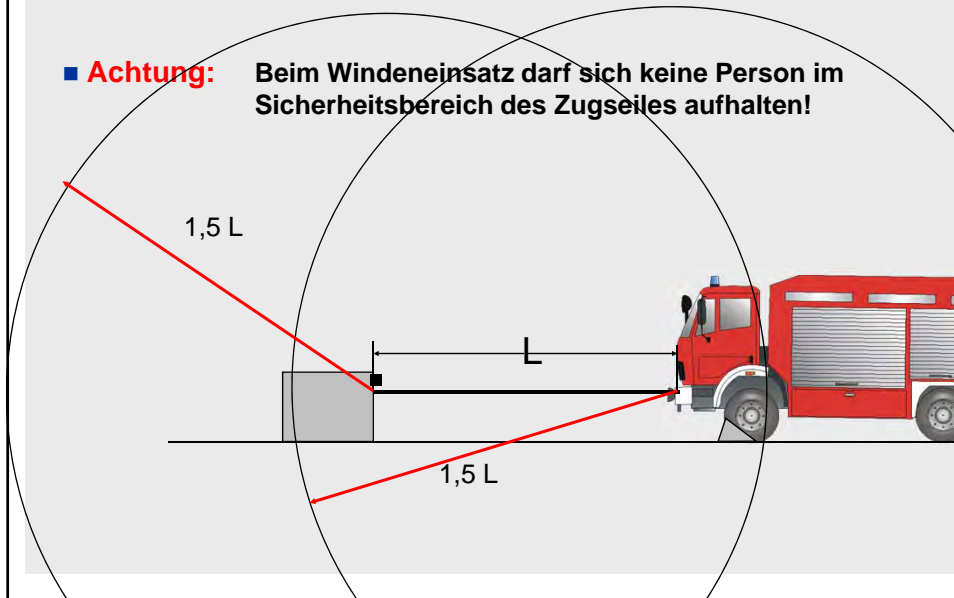 Achtung: Beim Windeneinsatz darf sich keine Person im
Sicherheitsbereich des Zugseiles aufhalten!
1,5 L
L
1,5 L